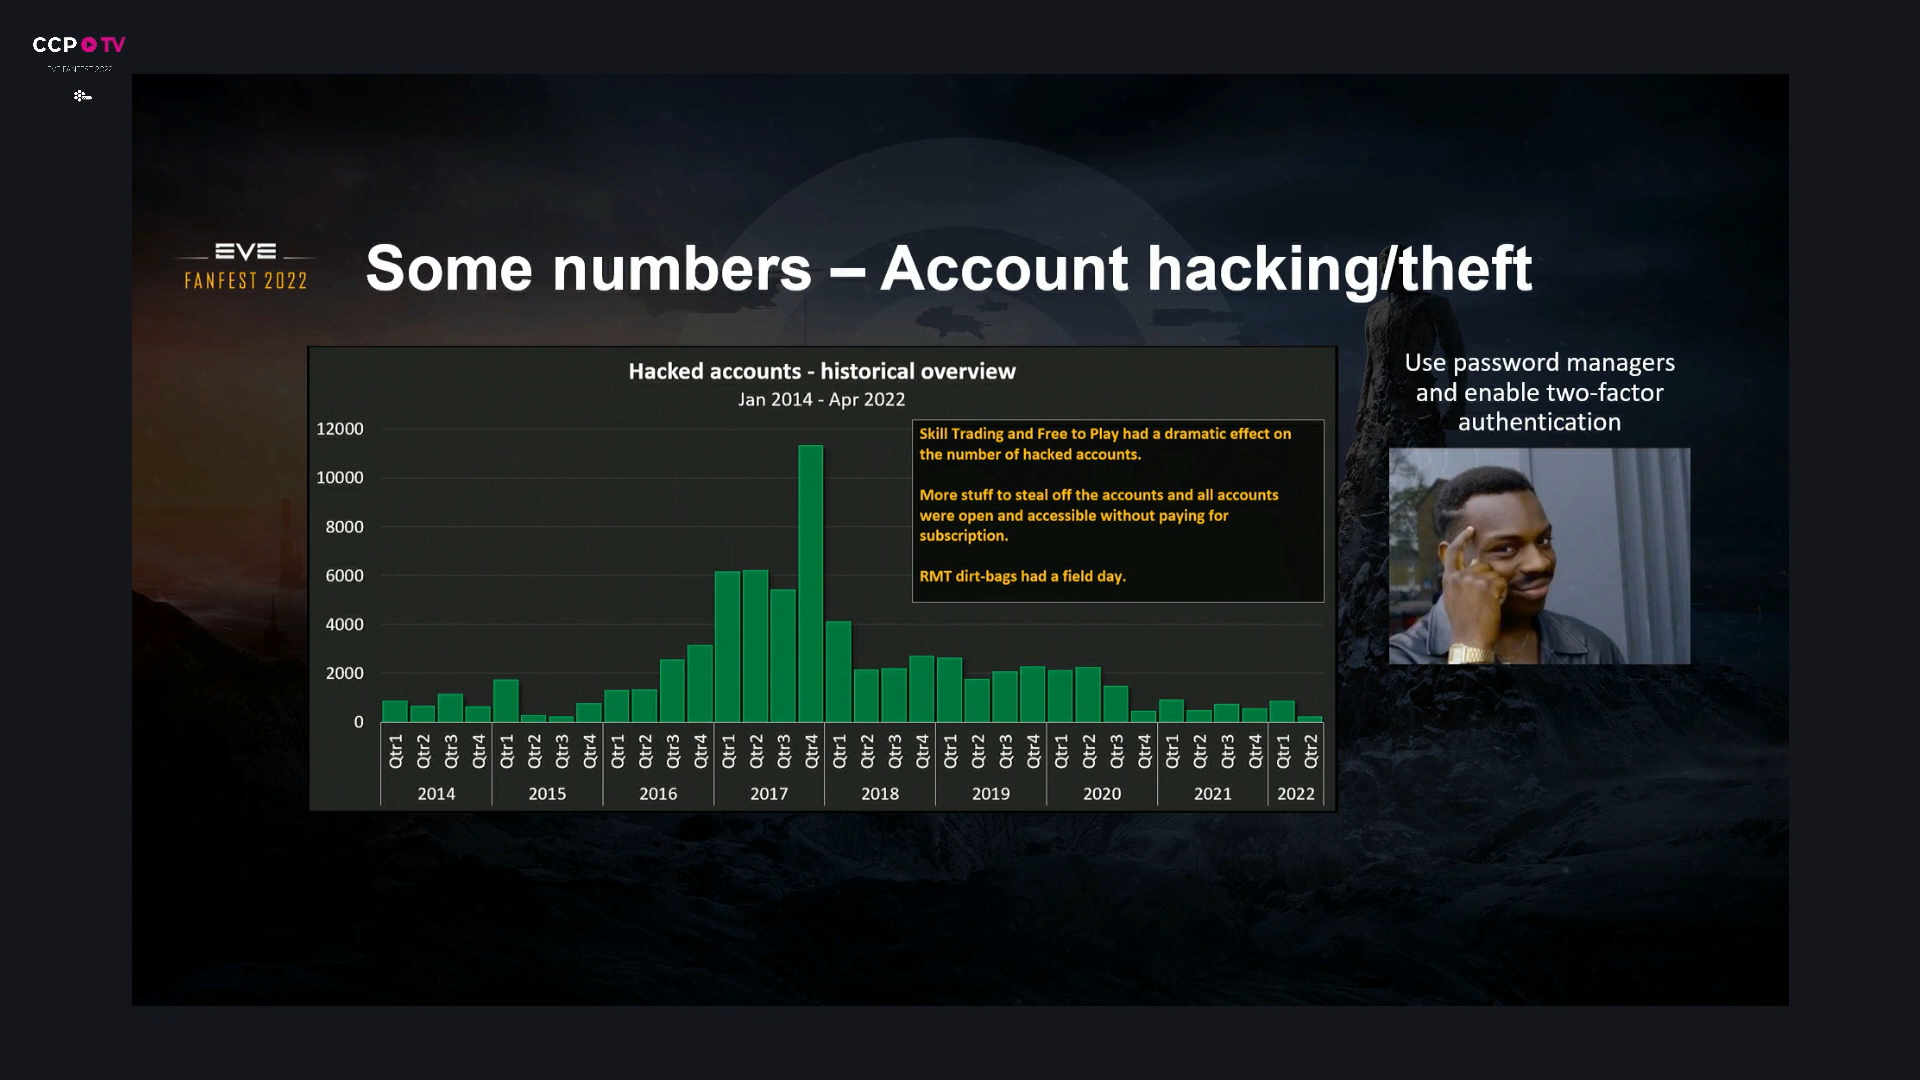 CCP TV
EVE FANFEST 2022
EVE
FANFEST 2022
Some numbers – Account hacking/theft
Hacked accounts - historical overview
Jan 2014 - Apr 2022
12000
10000
8000
6000
4000
2000
0
Skill Trading and Free to Play had a dramatic effect on
the number of hacked accounts.
More stuff to steal off the accounts and all accounts
were open and accessible without paying for
subscription.
RMT dirt-bags had a field day.
Qtr1 Qtr2 Qtr3 Qtr4 Qtr1 Qtr2 Qtr3 Qtr4 Qtr1 Qtr2 Qtr3 Qtr4 Qtr1 Qtr2 Qtr3 Qtr4 Qtr1 Qtr2 Qtr3 Qtr4 Qtr1 Qtr2 Qtr3 Qtr4 Qtr1 Qtr2 Qtr3 Qtr4 Qtr1 Qtr2 Qtr3 Qtr4 Qtr1 Qtr2
2014 2015 2016 2017 2018 2019 2020 2021 2022
Use password managers
and enable two-factor
authentication